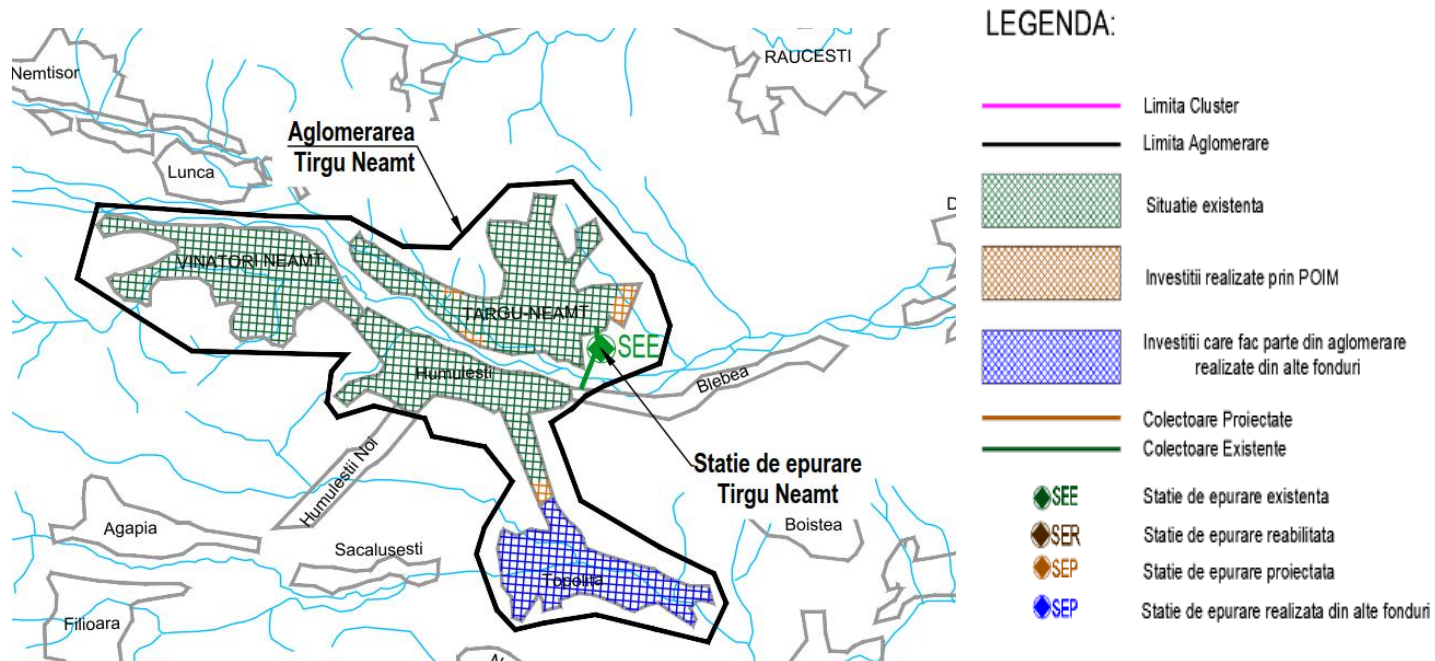 LEGENDA:
RAUCESTI
Nemtisor
Aglomerarea
Tirgu Neamt
Lunca
VINATORI NEAMT
TARGU-NEAMT
SEE
Humulesti
Blebea
Statie de epurare
Tirgu Neamt
Humulestii Noi
Boistea
Agapia
Sacalusesti
Topolita
Filioara
Limita Cluster
Limita Aglomerare
Situatie existenta
Investitii realizate prin POIM
Investitii care fac parte din aglomerare
realizate din alte fonduri
Colectoare Proiectate
Colectoare Existente
SEE Statie de epurare existenta
SER Statie de epurare reabilitata
SEP Statie de epurare proiectata
SEP Statie de epurare realizata din alte fonduri